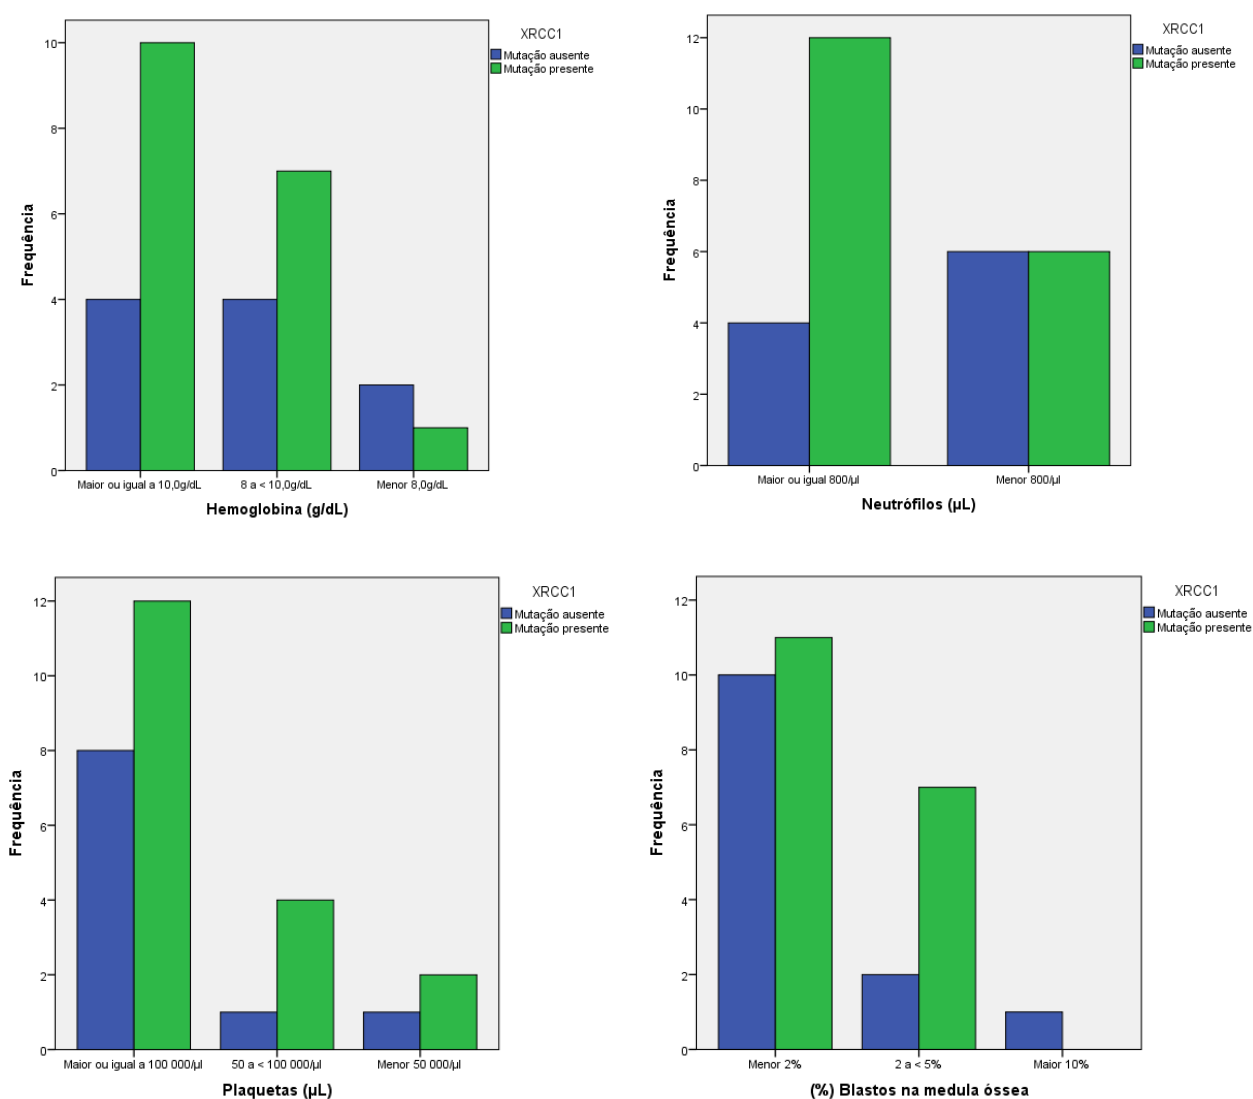 XRCC1
Mutação ausente
Mutação presente
Frequência
10
8
6
4
2
0
Maior ou igual a 10,0g/dL 8 a < 10,0g/dL Menor 8,0g/dL
Hemoglobina (g/dL)
XRCC1
Mutação ausente
Mutação presente
Frequência
12
10
8
6
4
2
0
Maior ou igual 800/µl Menor 800/µl
Neutrófilos (µL)
XRCC1
Mutação ausente
Mutação presente
Frequência
12
10
8
6
4
2
0
Maior ou igual a 100 000/µl 50 a < 100 000/µl Menor 50 000/µl
Plaquetas (µL)
XRCC1
Mutação ausente
Mutação presente
Frequência
12
10
8
6
4
2
0
Menor 2% 2 a < 5% Maior 10%
(%) Blastos na medula óssea